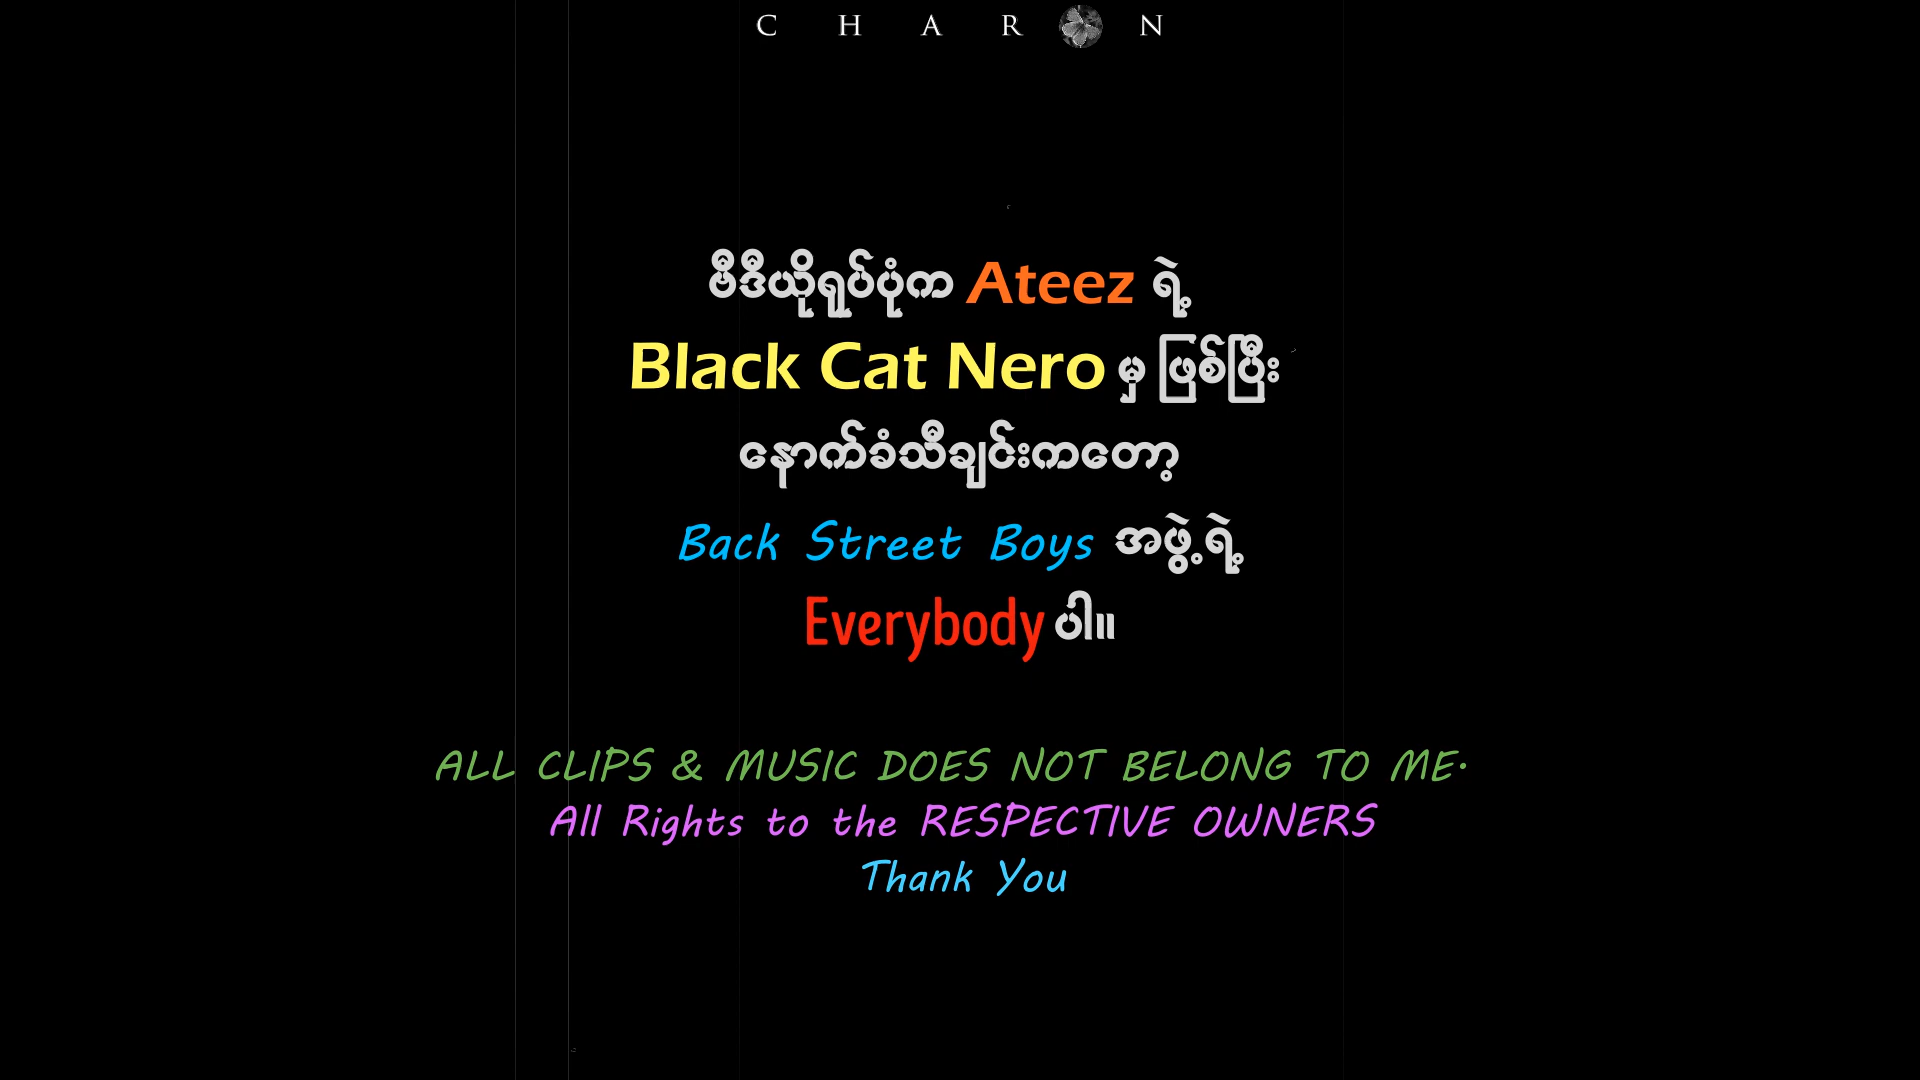 CHARON
ဗီဒီယိုရုပ်ပုံက Ateez ရဲ့
Black Cat Nero မှ ဖြစ်ပြီး
နောက်ခံသီချင်းကတော့
Back Street Boys အဖွဲ့ရဲ့
Everybody ပါ။
ALL CLIPS & MUSIC DOES NOT BELONG TO ME.
All Rights to the RESPECTIVE OWNERS
Thank You